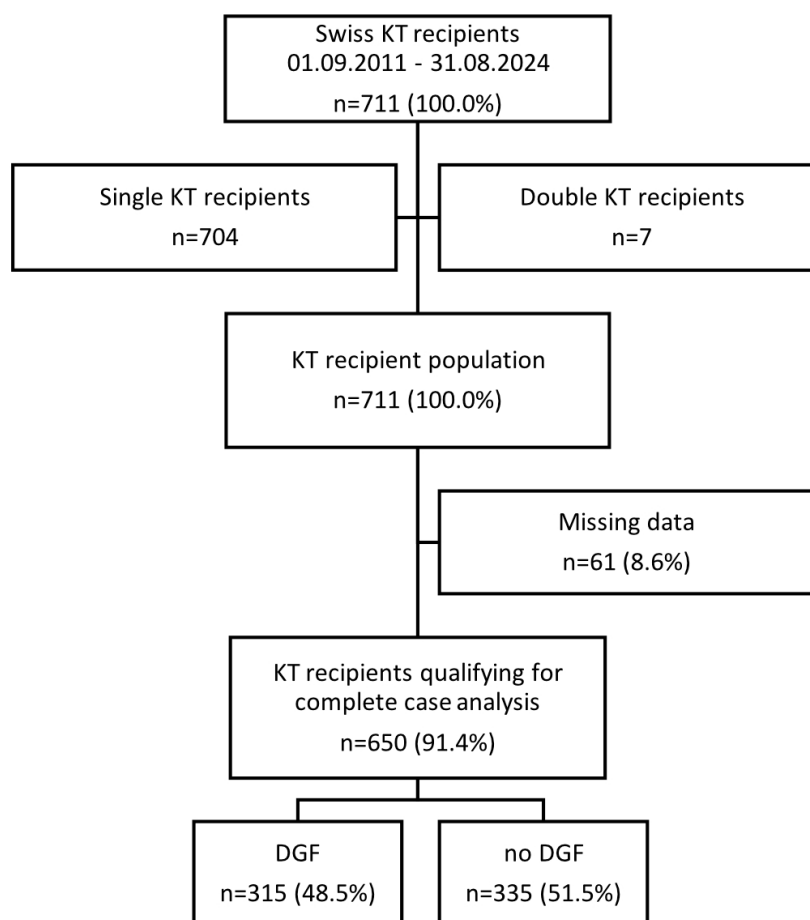 Swiss KT recipients
01.09.2011 - 31.08.2024
n=711 (100.0%)
Single KT recipients
n=704
Double KT recipients
n=7
KT recipient population
n=711 (100.0%)
Missing data
n=61 (8.6%)
KT recipients qualifying for
complete case analysis
n=650 (91.4%)
DGF
n=315 (48.5%)
no DGF
n=335 (51.5%)